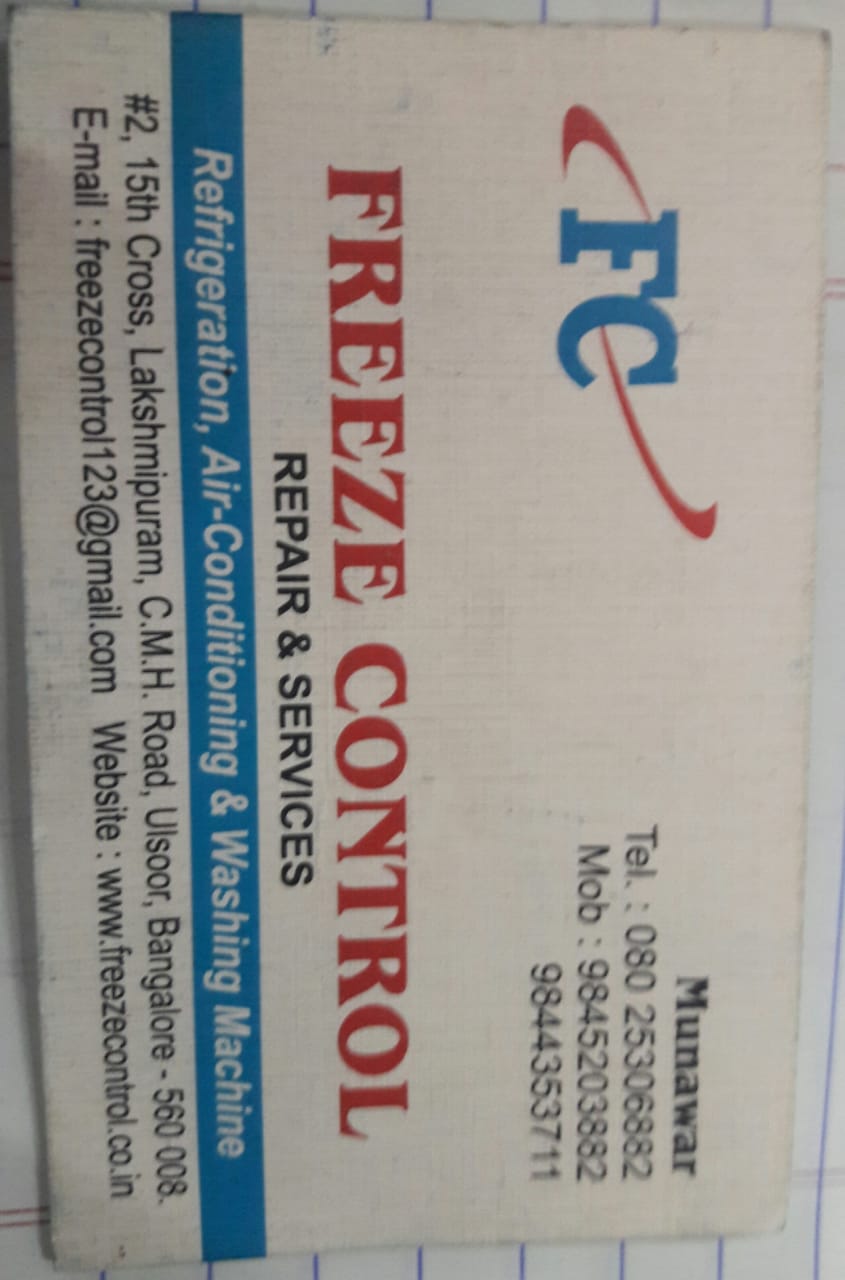 FC
Munawar
Tel. : 080 25306882
Mob : 9845203882
9844353711
FREEZE CONTROL
REPAIR & SERVICES
Refrigeration, Air-Conditioning & Washing Machine
#2, 15th Cross, Lakshmipuram, C.M.H. Road, Ulsoor, Bangalore - 560 008.
E-mail : freezecontrol123@gmail.com Website : www.freezecontrol.co.in